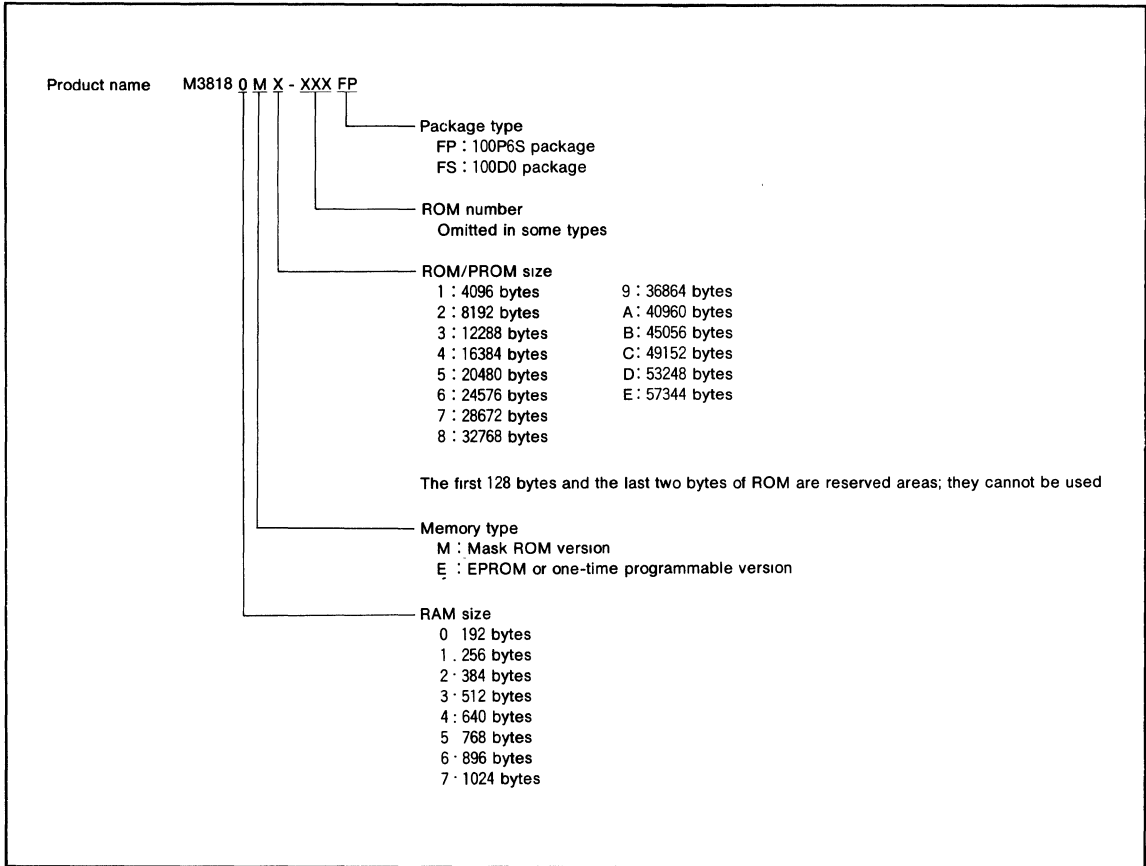 Product name M3818 0 M X - XXX FP
Package type
FP : 100P6S package
FS : 100D0 package
ROM number
Omitted in some types
ROM/PROM size
1 : 4096 bytes
2 : 8192 bytes
3 : 12288 bytes
4 : 16384 bytes
5 : 20480 bytes
6 : 24576 bytes
7 : 28672 bytes
8 : 32768 bytes
9 : 36864 bytes
A : 40960 bytes
B : 45056 bytes
C : 49152 bytes
D : 53248 bytes
E : 57344 bytes
The first 128 bytes and the last two bytes of ROM are reserved areas; they cannot be used
Memory type
M : Mask ROM version
E : EPROM or one-time programmable version
RAM size
0 192 bytes
1 . 256 bytes
2 · 384 bytes
3 · 512 bytes
4 : 640 bytes
5 768 bytes
6 · 896 bytes
7 · 1024 bytes